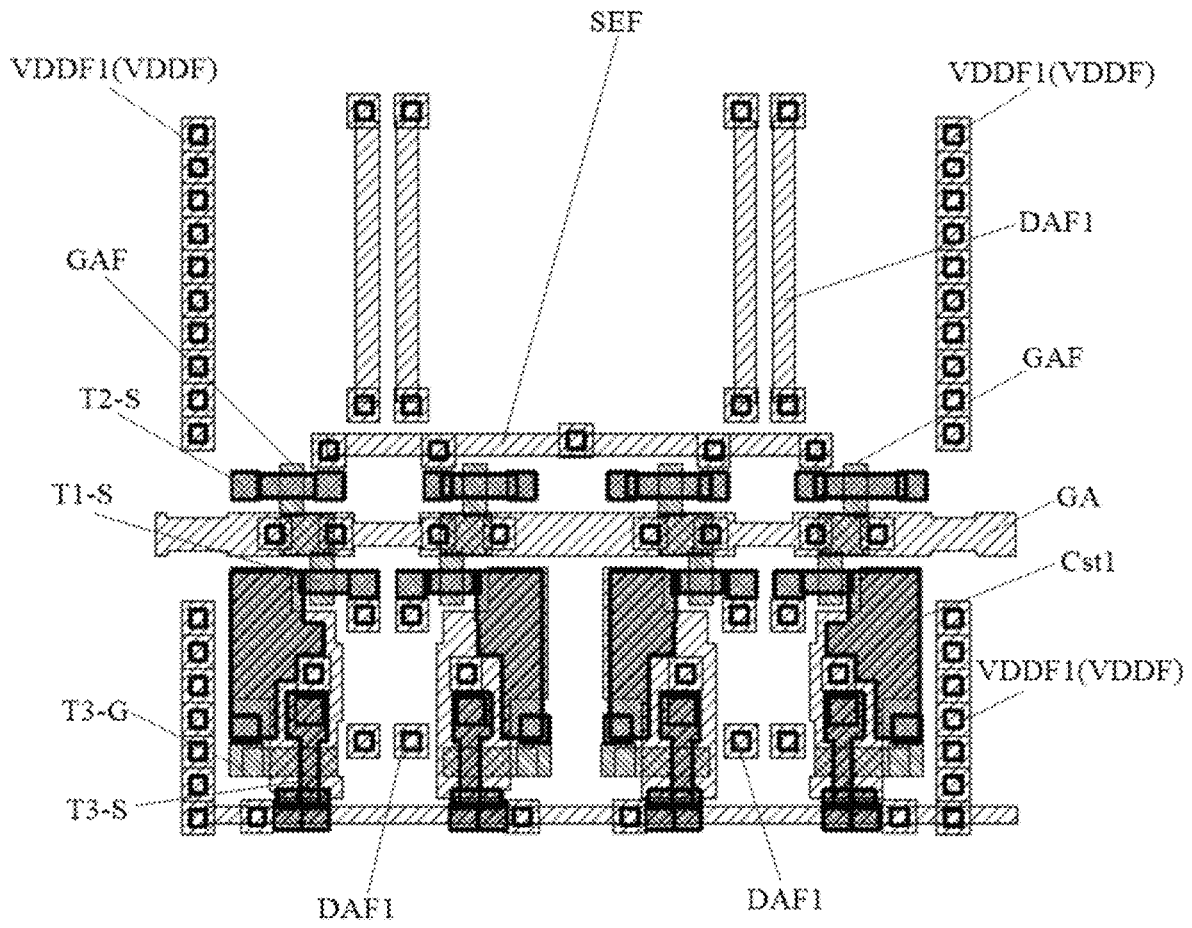 SEF
VDDF1(VDDF)
VDDF1(VDDF)
DAF1
GAF
GAF
T2-S
T1-S
GA
Cst1
VDDF1(VDDF)
T3-G
T3-S
DAF1
DAF1